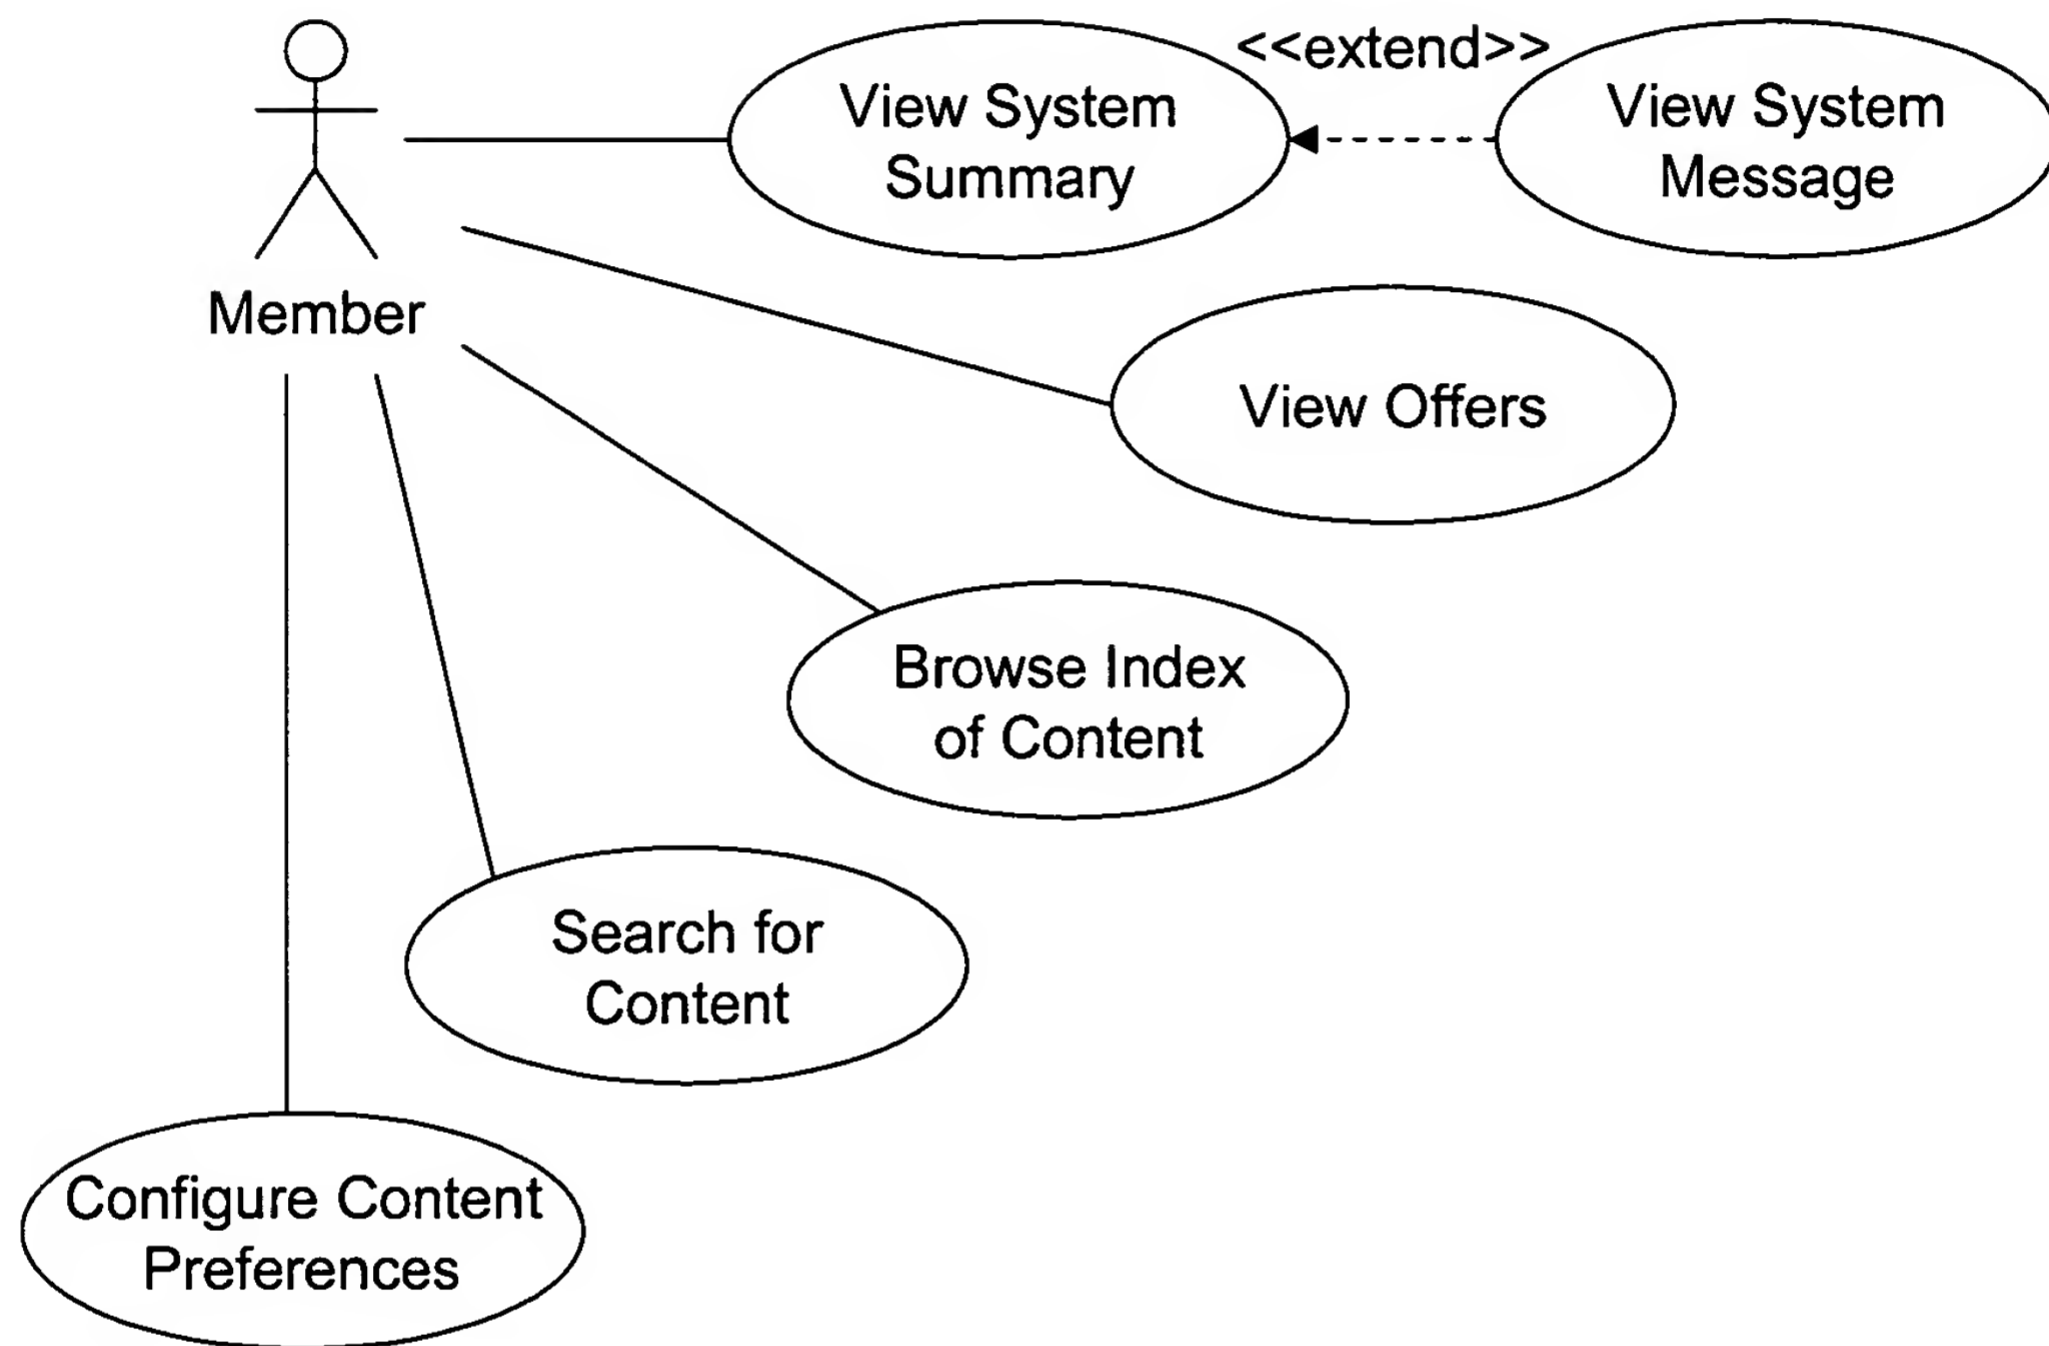 <<extend>>
View System
Summary
View System
Message
Member
View Offers
Browse Index
of Content
Search for
Content
Configure Content
Preferences